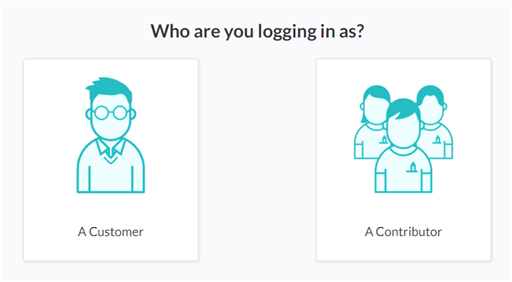 Who are you logging in as?
A Customer
A Contributor